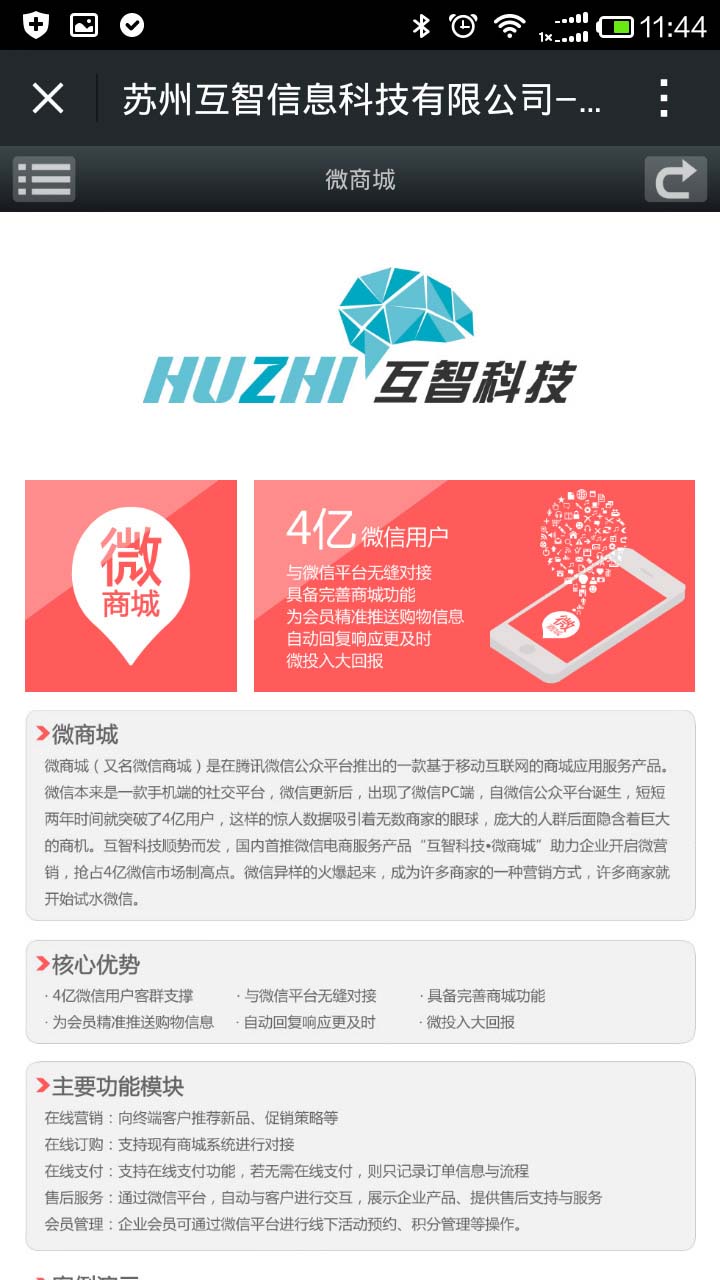 1x
11:44
苏州互智信息科技有限公司–...
微商城
HUZHI 互智科技
微
商城
4亿 微信用户
与微信平台无缝对接
具备完善商城功能
为会员精准推送购物信息
自动回复响应更及时
微投入大回报
微
微商城
微商城（又名微信商城）是在腾讯微信公众平台推出的一款基于移动互联网的商城应用服务产品。
微信本来是一款手机端的社交平台，微信更新后，出现了微信PC端，自微信公众平台诞生，短短
两年时间就突破了4亿用户，这样的惊人数据吸引着无数商家的眼球，庞大的人群后面隐含着巨大
的商机。互智科技顺势而发，国内首推微信电商服务产品“互智科技•微商城”助力企业开启微营
销，抢占4亿微信市场制高点。微信异样的火爆起来，成为许多商家的一种营销方式，许多商家就
开始试水微信。
核心优势
· 4亿微信用户客群支撑 · 与微信平台无缝对接 · 具备完善商城功能
· 为会员精准推送购物信息 · 自动回复响应更及时 · 微投入大回报
主要功能模块
在线营销：向终端客户推荐新品、促销策略等
在线订购：支持现有商城系统进行对接
在线支付：支持在线支付功能，若无需在线支付，则只记录订单信息与流程
售后服务：通过微信平台，自动与客户进行交互，展示企业产品、提供售后支持与服务
会员管理：企业会员可通过微信平台进行线下活动预约、积分管理等操作。